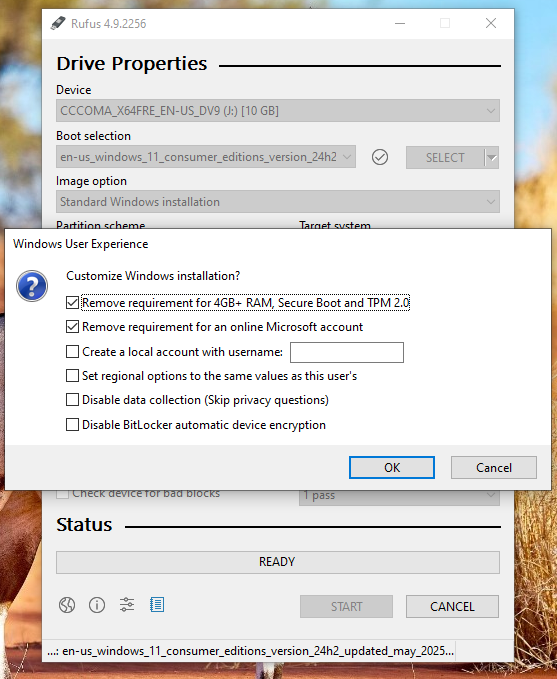 Rufus 4.9.2256
Drive Properties
Device
CCCOMA_X64FRE_EN-US_DV9 (J:) [10 GB]
Boot selection
en-us_windows_11_consumer_editions_version_24h2
SELECT
Image option
Standard Windows installation
Partition scheme
Target system
Windows User Experience
Customize Windows installation?
Remove requirement for 4GB+ RAM, Secure Boot and TPM 2.0
Remove requirement for an online Microsoft account
Create a local account with username:
Set regional options to the same values as this user's
Disable data collection (Skip privacy questions)
Disable BitLocker automatic device encryption
OK
Cancel
Check device for bad blocks
1 pass
Status
READY
START
CANCEL
...: en-us_windows_11_consumer_editions_version_24h2_updated_may_2025...